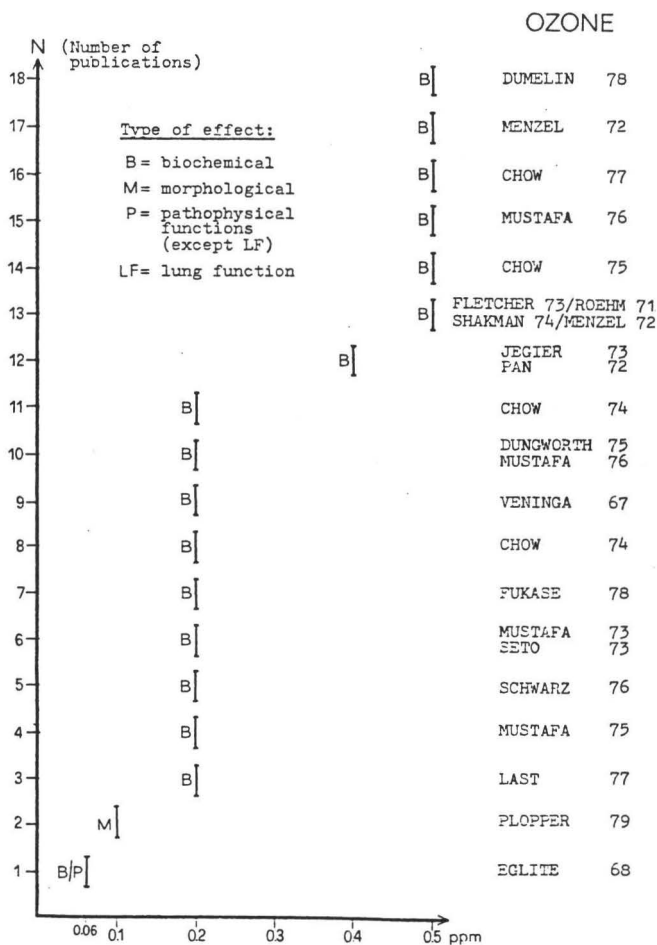 OZONE
N (Number of
publications)
Type of effect:
B= biochemical
M= morphological
P= pathophysical
functions
(except LF)
LF= lung function
18 B DUMELIN 78
17 B MENZEL 72
16 B CHOW 77
15 B MUSTAFA 76
14 B CHOW 75
FLETCHER 73/ROEHM 71
13 B SHAKMAN 74/MENZEL 72
JEGIER 73
12 B PAN 72
11 B CHOW 74
DUNGWORTH 75
10 B MUSTAFA 76
9 B VENINGA 67
8 B CHOW 74
7 B FUKASE 78
MUSTAFA 73
6 B SETO 73
5 B SCHWARZ 76
4 B MUSTAFA 75
3 B LAST 77
2 M PLOPPER 79
1 B/P EGLITE 68
0.06 0.1 0.2 0.4 0.5 ppm